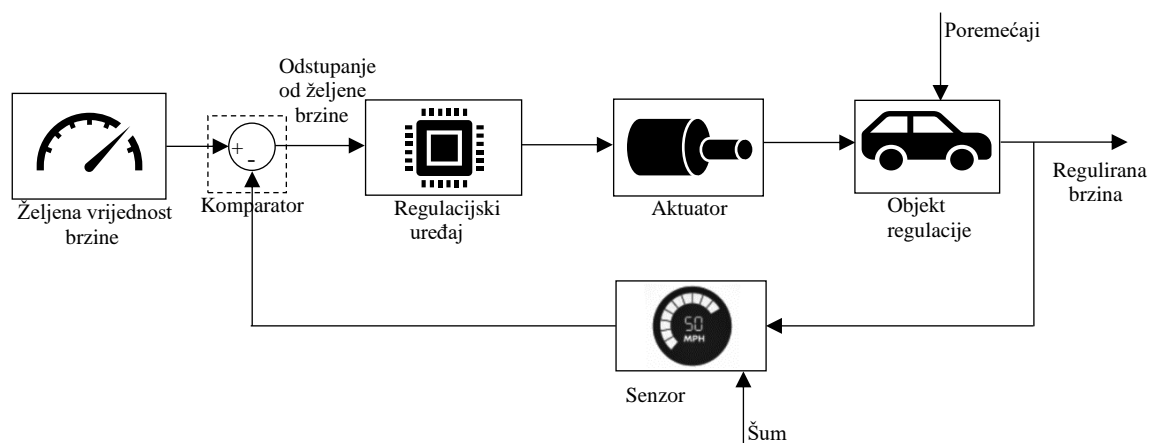 Poremećaji
Odstupanje
od željene
brzine
+
-
Željena vrijednost
brzine
Komparator
Regulacijski
uređaj
Aktuator
Objekt
regulacije
Regulirana
brzina
50
MPH
Senzor
Šum